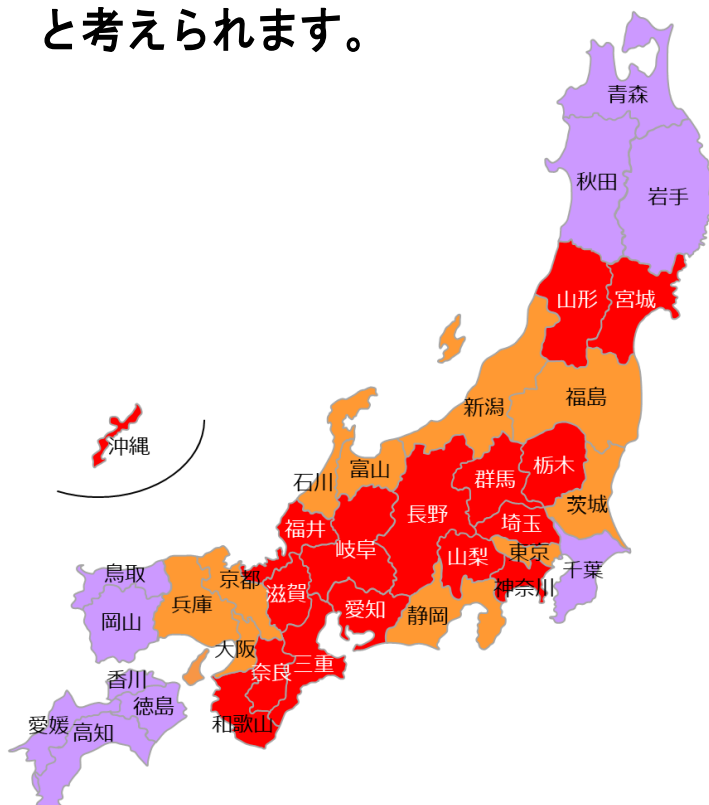 と考えられます。
青森
秋田
岩手
山形
宮城
新潟
福島
沖縄
富山
石川
群馬
栃木
長野
茨城
埼玉
福井
岐阜
東京
山梨
千葉
鳥取
京都
神奈川
滋賀
兵庫
愛知
静岡
岡山
大阪
三重
奈良
香川
徳島
和歌山
愛媛
高知